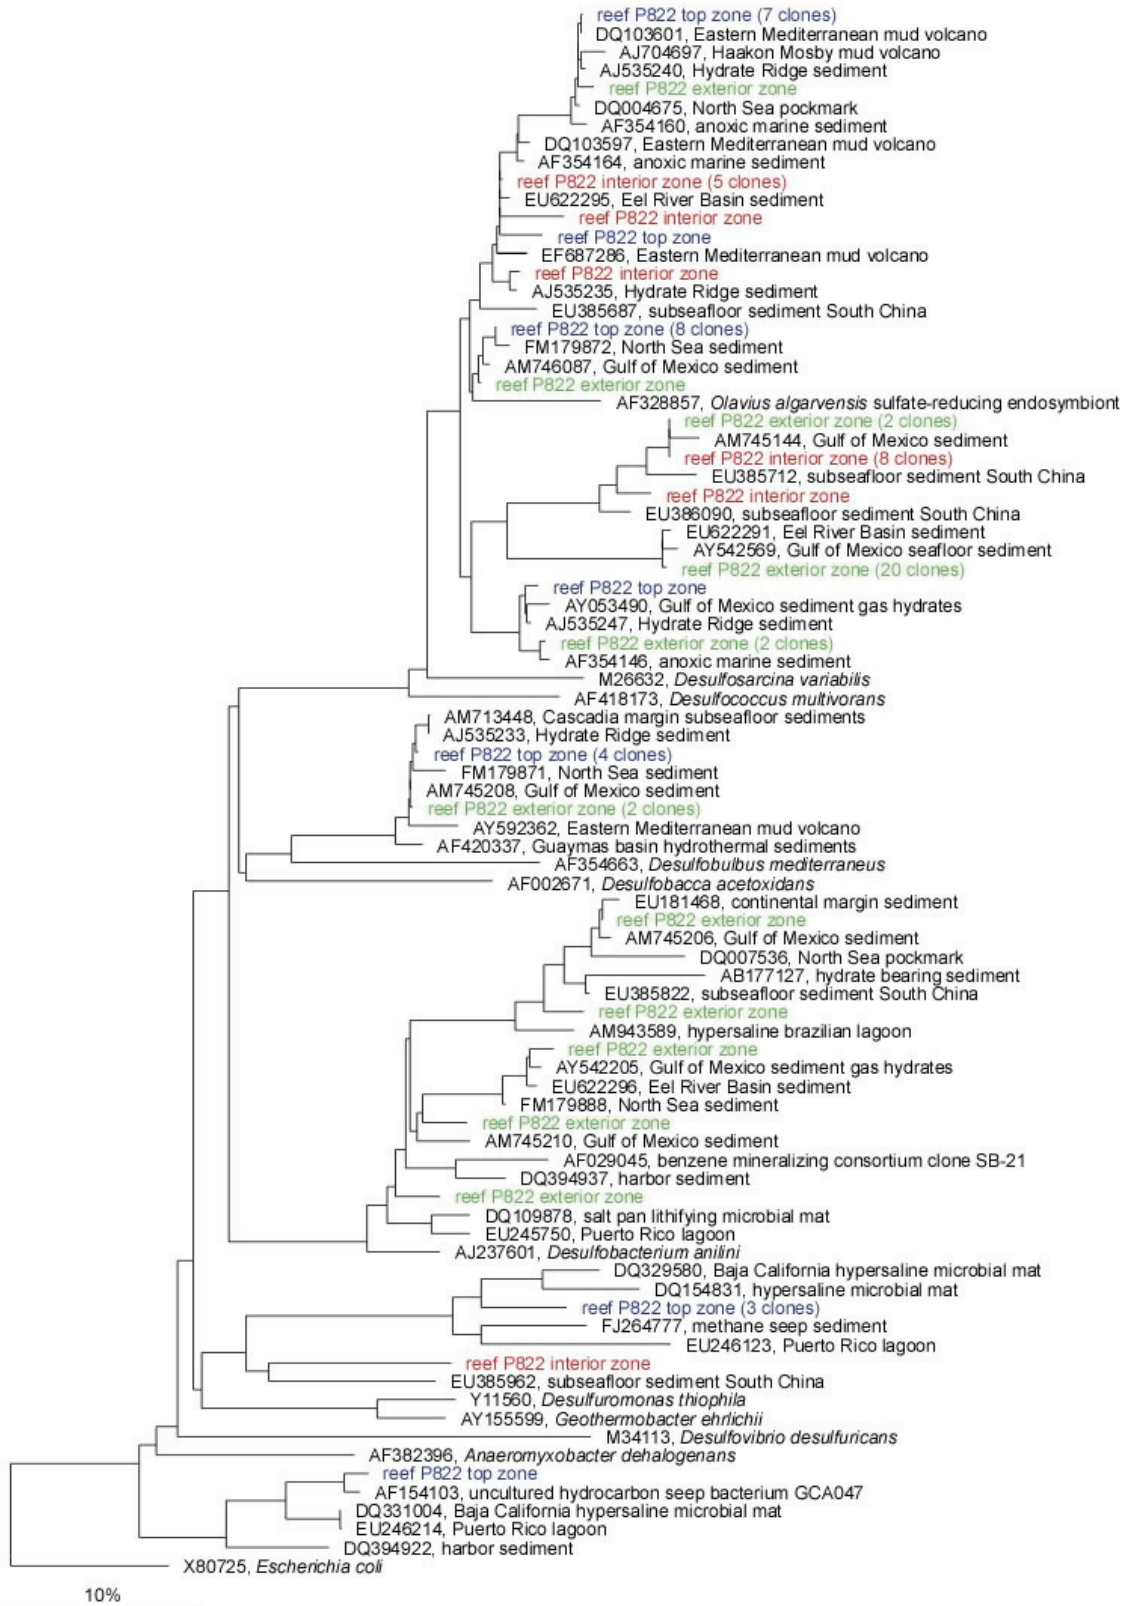 reef P822 top zone (7 clones)
DQ103601, Eastern Mediterranean mud volcano
AJ704697, Haakon Mosby mud volcano
AJ535240, Hydrate Ridge sediment
reef P822 exterior zone
DQ004675, North Sea pockmark
AF354160, anoxic marine sediment
DQ103597, Eastern Mediterranean mud volcano
AF354164, anoxic marine sediment
reef P822 interior zone (5 clones)
EU622295, Eel River Basin sediment
reef P822 interior zone
reef P822 top zone
EF687286, Eastern Mediterranean mud volcano
reef P822 interior zone
AJ535235, Hydrate Ridge sediment
EU385687, subseafloor sediment South China
reef P822 top zone (8 clones)
FM179872, North Sea sediment
AM746087, Gulf of Mexico sediment
reef P822 exterior zone
AF328857, Olavius algarvensis sulfate-reducing endosymbiont
reef P822 exterior zone (2 clones)
AM745144, Gulf of Mexico sediment
reef P822 interior zone (8 clones)
EU385712, subseafloor sediment South China
reef P822 interior zone
EU386090, subseafloor sediment South China
EU622291, Eel River Basin sediment
AY542569, Gulf of Mexico seafloor sediment
reef P822 exterior zone (20 clones)
reef P822 top zone
AY053490, Gulf of Mexico sediment gas hydrates
AJ535247, Hydrate Ridge sediment
reef P822 exterior zone (2 clones)
AF354146, anoxic marine sediment
M26632, Desulfosarcina variabilis
AF418173, Desulfococcus multivorans
AM713448, Cascadia margin subseafloor sediments
AJ535233, Hydrate Ridge sediment
reef P822 top zone (4 clones)
FM179871, North Sea sediment
AM745208, Gulf of Mexico sediment
reef P822 exterior zone (2 clones)
AY592362, Eastern Mediterranean mud volcano
AF420337, Guaymas basin hydrothermal sediments
AF354663, Desulfobulbus mediterraneus
AF002671, Desulfobacca acetoxidans
EU181468, continental margin sediment
reef P822 exterior zone
AM745206, Gulf of Mexico sediment
DQ007536, North Sea pockmark
AB177127, hydrate bearing sediment
EU385822, subseafloor sediment South China
reef P822 exterior zone
AM943589, hypersaline brazilian lagoon
reef P822 exterior zone
AY542205, Gulf of Mexico sediment gas hydrates
EU622296, Eel River Basin sediment
FM179888, North Sea sediment
reef P822 exterior zone
AM745210, Gulf of Mexico sediment
AF029045, benzene mineralizing consortium clone SB-21
DQ394937, harbor sediment
reef P822 exterior zone
DQ109878, salt pan lithifying microbial mat
EU245750, Puerto Rico lagoon
AJ237601, Desulfobacterium anilini
DQ329580, Baja California hypersaline microbial mat
DQ154831, hypersaline microbial mat
reef P822 top zone (3 clones)
FJ264777, methane seep sediment
EU246123, Puerto Rico lagoon
reef P822 interior zone
EU385962, subseafloor sediment South China
Y11560, Desulfuromonas thiophila
AY155599, Geothermobacter ehrlichii
M34113, Desulfovibrio desulfuricans
AF382396, Anaeromyxobacter dehalogenans
reef P822 top zone
AF154103, uncultured hydrocarbon seep bacterium GCA047
DQ331004, Baja California hypersaline microbial mat
EU246214, Puerto Rico lagoon
DQ394922, harbor sediment
X80725, Escherichia coli
10%